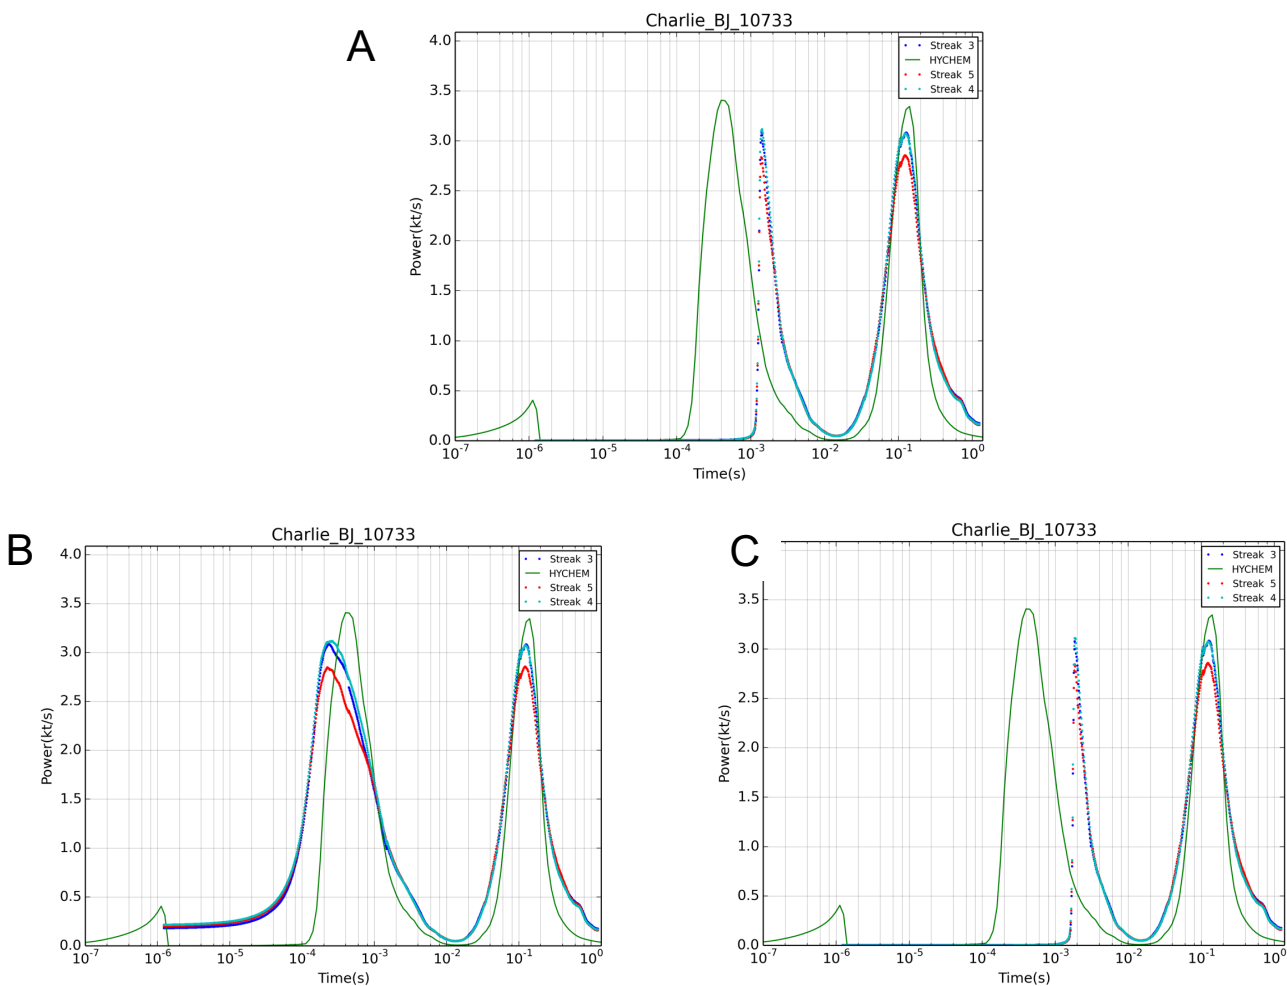 A
Charlie_BJ_10733
Streak 3
HYCHEM
Streak 5
Streak 4
Power(kt/s)
4.0
3.5
3.0
2.5
2.0
1.5
1.0
0.5
0.0
10^-7 10^-6 10^-5 10^-4 10^-3 10^-2 10^-1 10^0
Time(s)
B
Charlie_BJ_10733
Streak 3
HYCHEM
Streak 5
Streak 4
Power(kt/s)
4.0
3.5
3.0
2.5
2.0
1.5
1.0
0.5
0.0
10^-7 10^-6 10^-5 10^-4 10^-3 10^-2 10^-1 10^0
Time(s)
C
Charlie_BJ_10733
Streak 3
HYCHEM
Streak 5
Streak 4
Power(kt/s)
3.5
3.0
2.5
2.0
1.5
1.0
0.5
0.0
10^-7 10^-6 10^-5 10^-4 10^-3 10^-2 10^-1 10^0
Time(s)